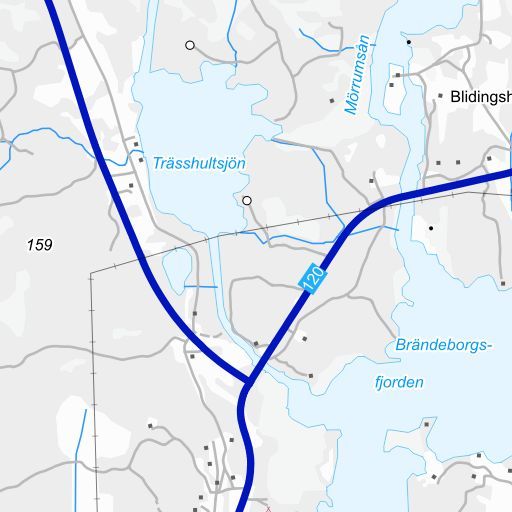 Mörrumsån
Blidingsh
Trässhultsjön
159
120
Brändeborgs-
fjorden